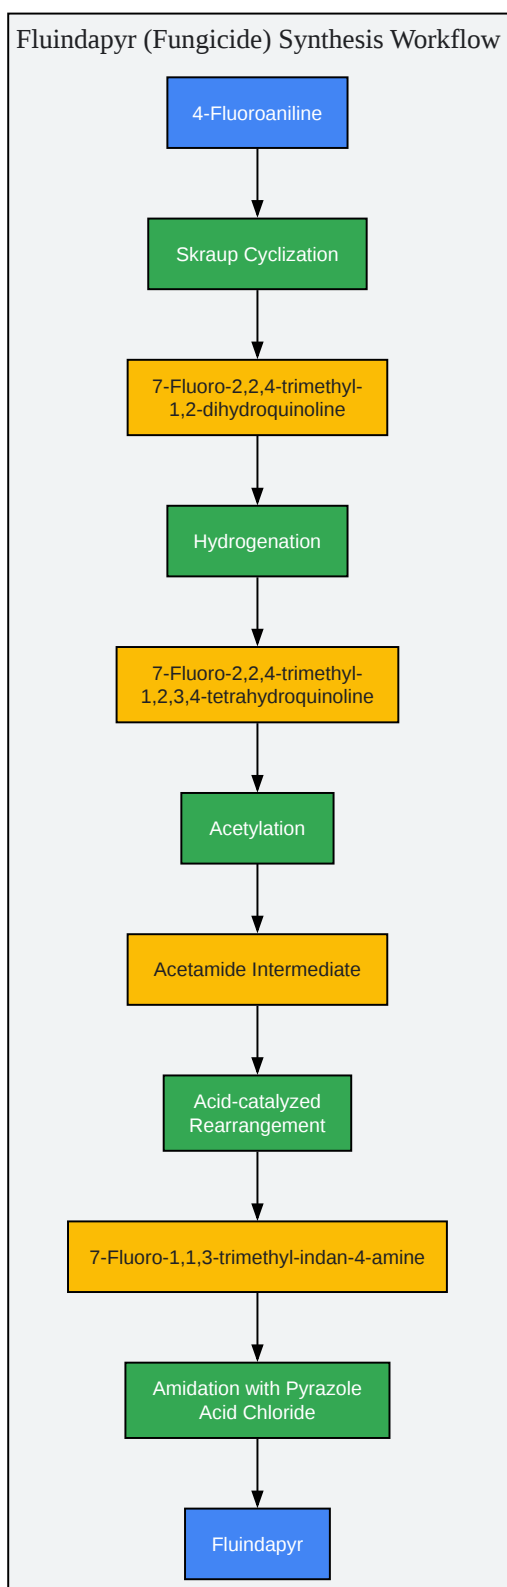 Fluindapyr (Fungicide) Synthesis Workflow
4-Fluoroaniline
Skraup Cyclization
7-Fluoro-2,2,4-trimethyl-
1,2-dihydroquinoline
Hydrogenation
7-Fluoro-2,2,4-trimethyl-
1,2,3,4-tetrahydroquinoline
Acetylation
Acetamide Intermediate
Acid-catalyzed
Rearrangement
7-Fluoro-1,1,3-trimethyl-indan-4-amine
Amidation with Pyrazole
Acid Chloride
Fluindapyr